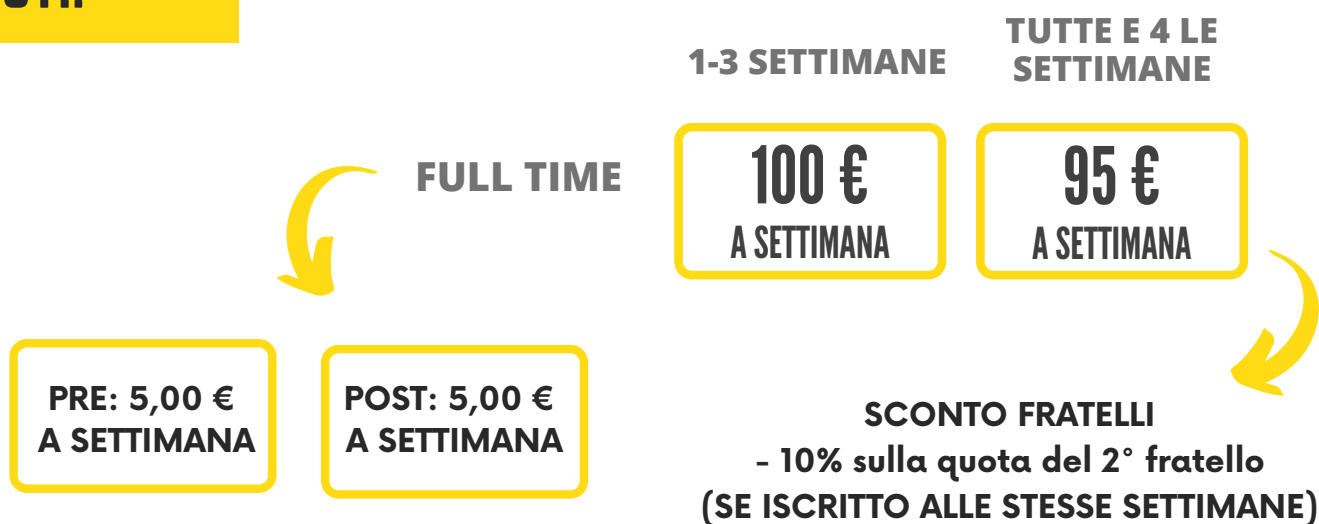 1-3 SETTIMANE
TUTTE E 4 LE
SETTIMANE
FULL TIME
100 €
A SETTIMANA
95 €
A SETTIMANA
PRE: 5,00 €
A SETTIMANA
POST: 5,00 €
A SETTIMANA
SCONTO FRATELLI
- 10% sulla quota del 2° fratello
(SE ISCRITTO ALLE STESSE SETTIMANE)